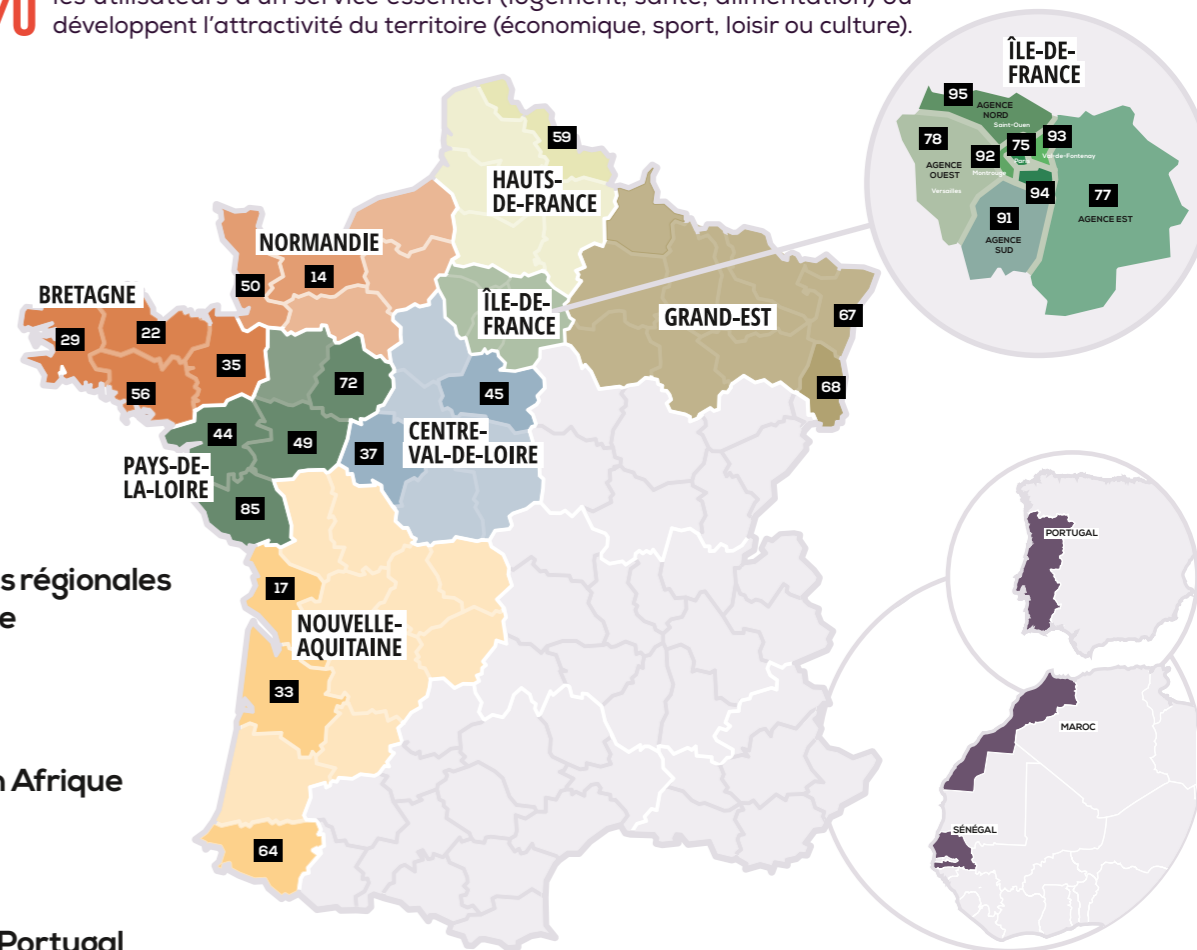 développent l'attractivité du territoire (économique, sport, loisir ou culture).
ÎLE-DE-
FRANCE
95
AGENCE
NORD
Saint-Ouen
78
AGENCE
OUEST
Versailles
92
Montrouge
75
Paris
93
Val-de-Fontenay
94
77
AGENCE EST
91
AGENCE
SUD
59
HAUTS-
DE-FRANCE
NORMANDIE
14
50
BRETAGNE
29
22
35
56
ÎLE-DE-
FRANCE
GRAND-EST
67
68
72
44
49
PAYS-DE-
LA-LOIRE
85
45
37
CENTRE-
VAL-DE-LOIRE
17
NOUVELLE-
AQUITAINE
33
64
régionales
Afrique
Portugal
PORTUGAL
MAROC
SÉNÉGAL